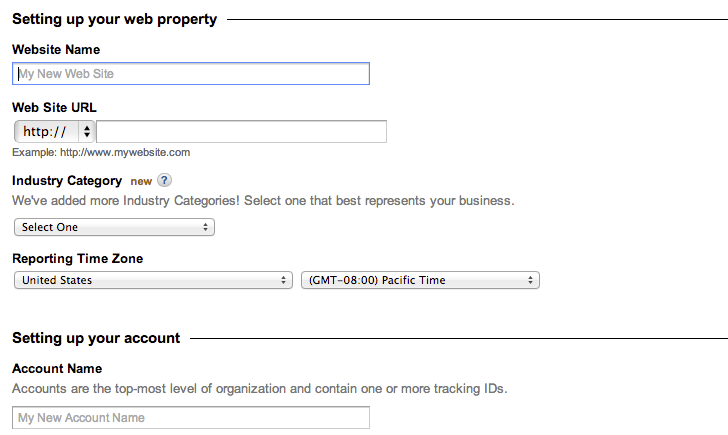 Setting up your web property
Website Name
My New Web Site
Web Site URL
http://
Example: http://www.mywebsite.com
Industry Category new ?
We've added more Industry Categories! Select one that best represents your business.
Select One
Reporting Time Zone
United States (GMT-08:00) Pacific Time
Setting up your account
Account Name
Accounts are the top-most level of organization and contain one or more tracking IDs.
My New Account Name